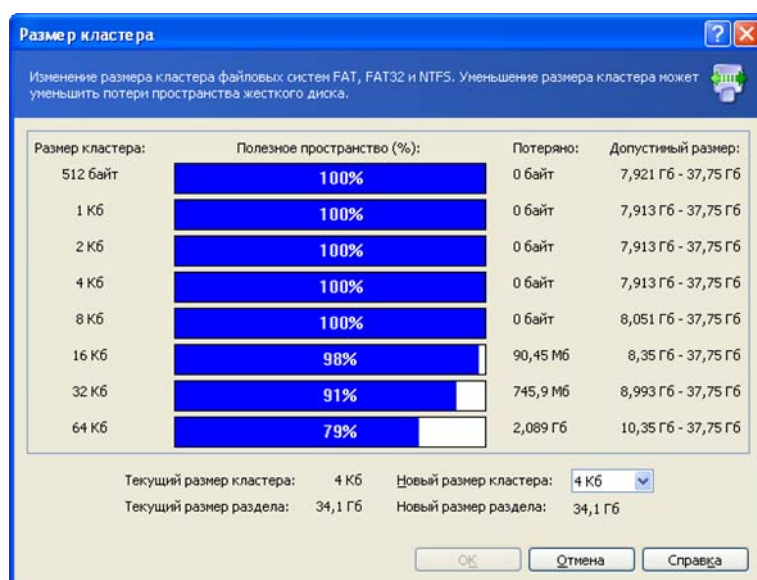 Размер кластера
Изменение размера кластера файловых систем FAT, FAT32 и NTFS. Уменьшение размера кластера может
уменьшить потери пространства жесткого диска.
Размер кластера: Полезное пространство (%): Потеряно: Допустимый размер:
512 байт 100% 0 байт 7,921 Гб - 37,75 Гб
1 Кб 100% 0 байт 7,913 Гб - 37,75 Гб
2 Кб 100% 0 байт 7,913 Гб - 37,75 Гб
4 Кб 100% 0 байт 7,913 Гб - 37,75 Гб
8 Кб 100% 0 байт 8,051 Гб - 37,75 Гб
16 Кб 98% 90,45 Мб 8,35 Гб - 37,75 Гб
32 Кб 91% 745,9 Мб 8,993 Гб - 37,75 Гб
64 Кб 79% 2,089 Гб 10,35 Гб - 37,75 Гб
Текущий размер кластера: 4 Кб Новый размер кластера: 4 Кб
Текущий размер раздела: 34,1 Гб Новый размер раздела: 34,1 Гб
ОК Отмена Справка